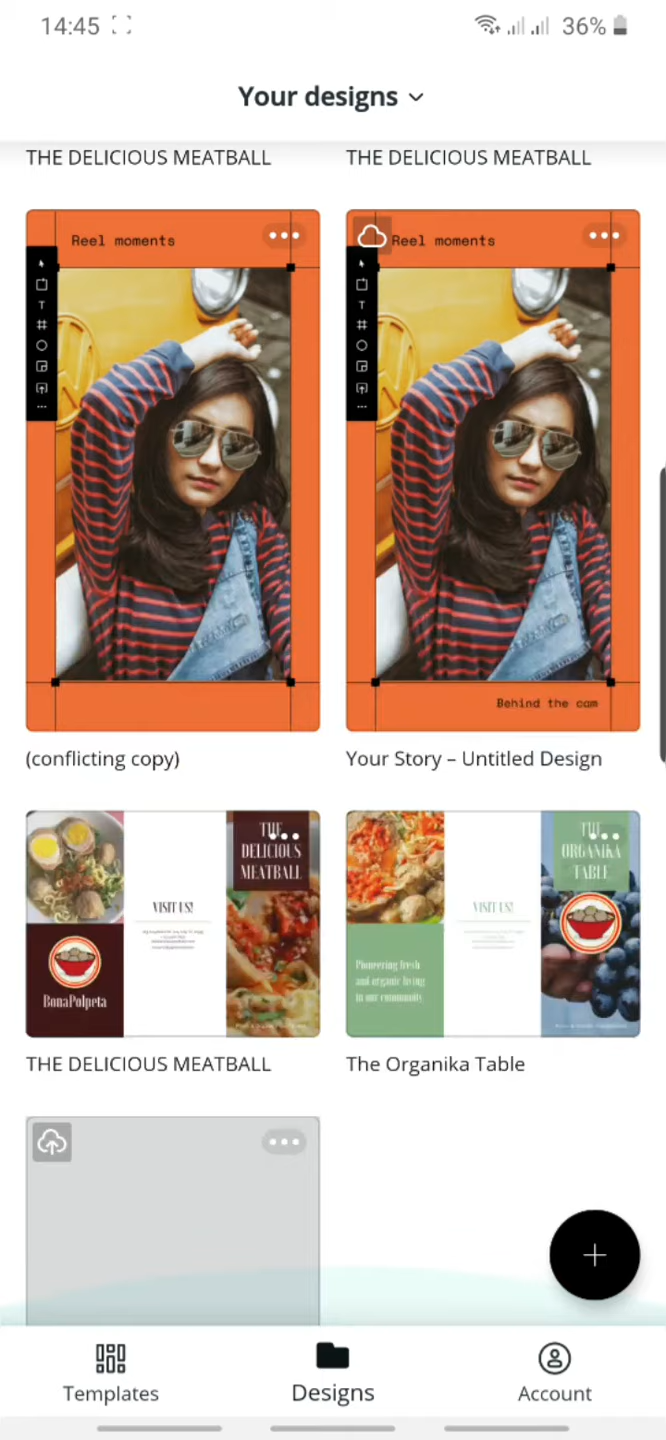 14:45
36%
Your designs
THE DELICIOUS MEATBALL
THE DELICIOUS MEATBALL
Reel moments
Reel moments
T
T
Behind the cam
(conflicting copy)
Your Story – Untitled Design
THE
DELICIOUS
MEATBALL
VISIT US!
BonaPolpeta
THE
ORGANIKA
TABLE
VISIT US!
Pioneering fresh
and organic living
in our community
THE DELICIOUS MEATBALL
The Organika Table
Templates
Designs
Account